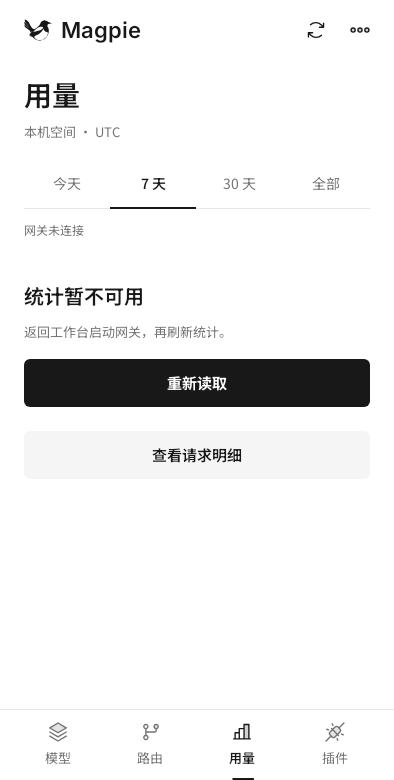 Magpie
用量
本机空间 · UTC
今天
7 天
30 天
全部
网关未连接
统计暂不可用
返回工作台启动网关，再刷新统计。
重新读取
查看请求明细
模型
路由
用量
插件